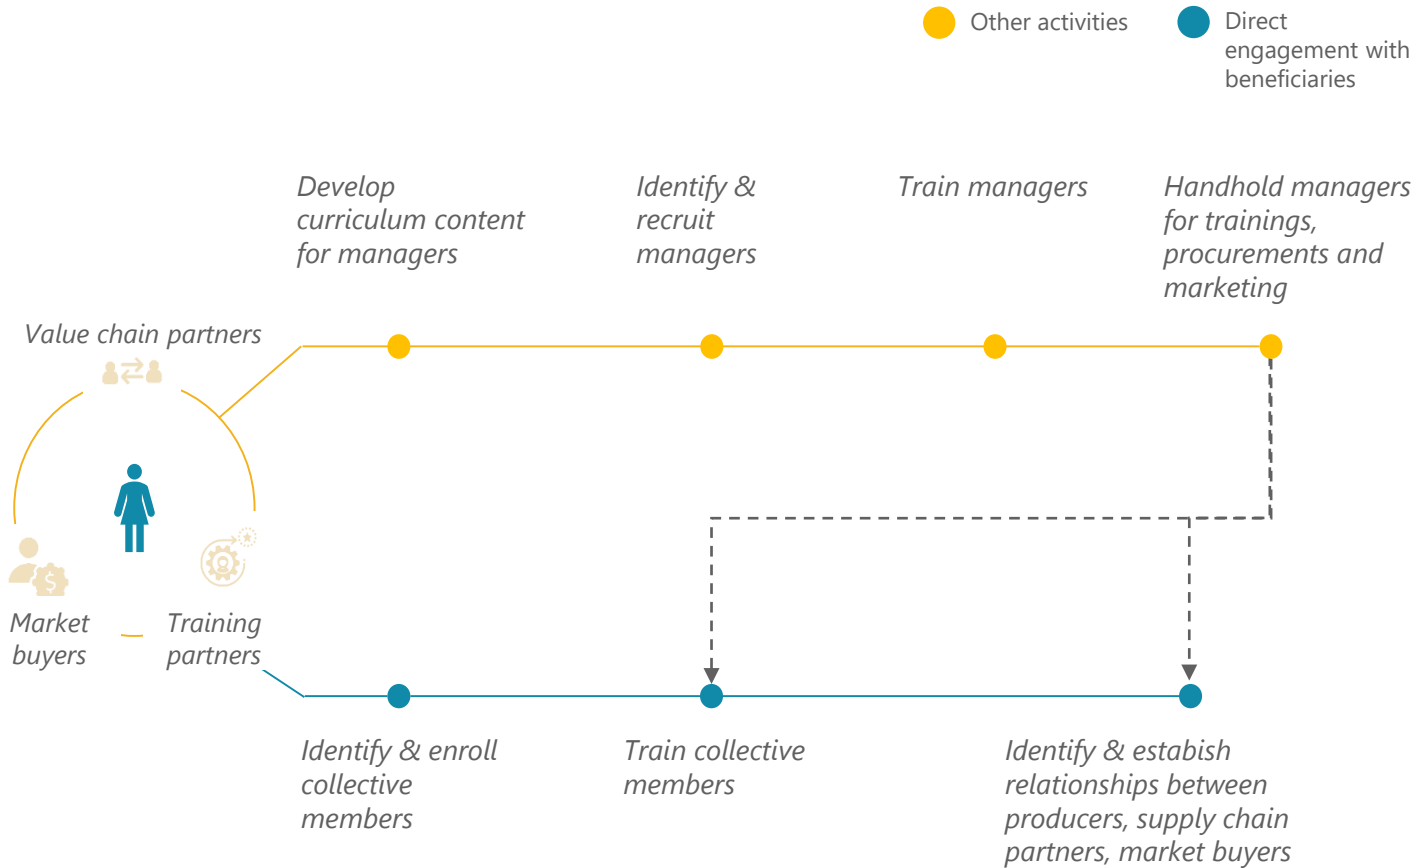 Other activities
Direct
engagement with
beneficiaries
Develop
curriculum content
for managers
Identify &
recruit
managers
Train managers
Handhold managers
for trainings,
procurements and
marketing
Value chain partners
$
Market
buyers
Training
partners
Identify & enroll
collective
members
Train collective
members
Identify & estabish
relationships between
producers, supply chain
partners, market buyers